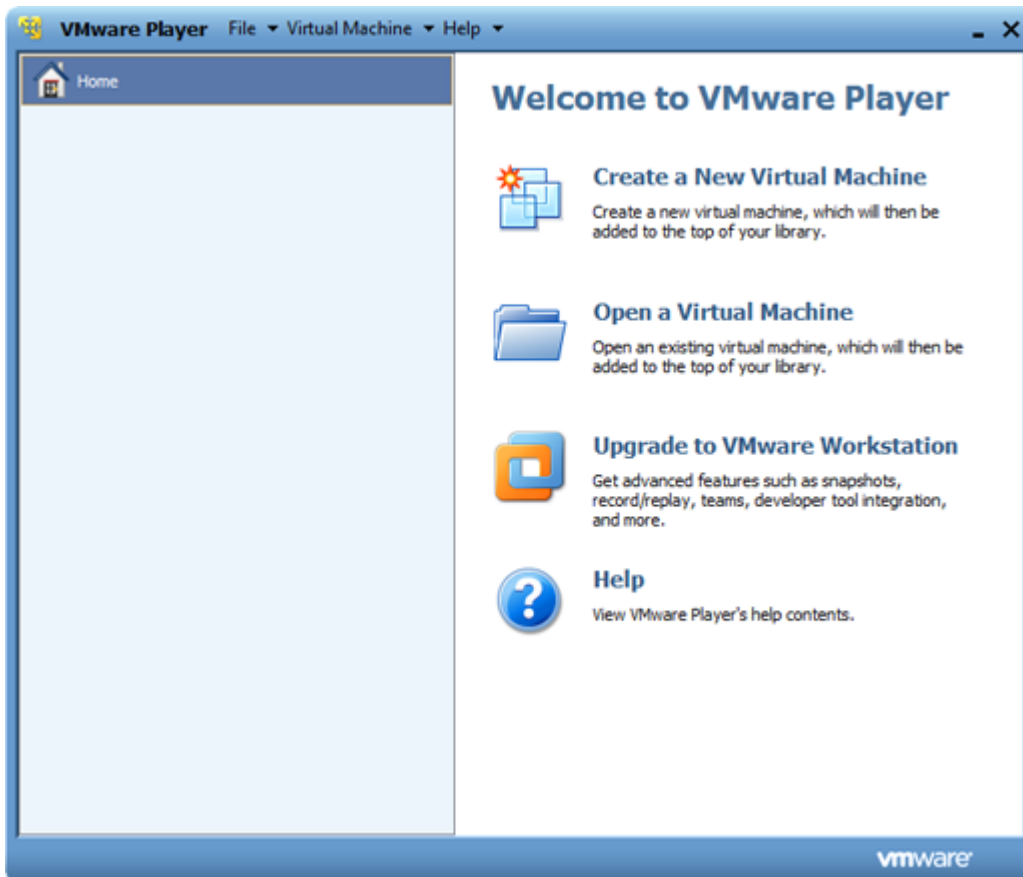 VMware Player File Virtual Machine Help
Home
Welcome to VMware Player
Create a New Virtual Machine
Create a new virtual machine, which will then be
added to the top of your library.
Open a Virtual Machine
Open an existing virtual machine, which will then be
added to the top of your library.
Upgrade to VMware Workstation
Get advanced features such as snapshots,
record/replay, teams, developer tool integration,
and more.
Help
View VMware Player's help contents.
vmware